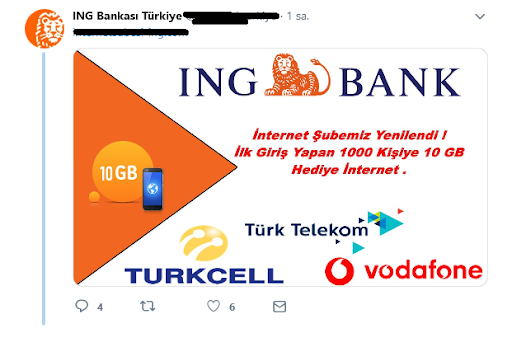 ING Bankası Türkiye · 1 sa.
ING BANK
İnternet Şubemiz Yenilendi !
İlk Giriş Yapan 1000 Kişiye 10 GB
Hediye İnternet .
10 GB
Türk Telekom
TURKCELL
vodafone
4 6